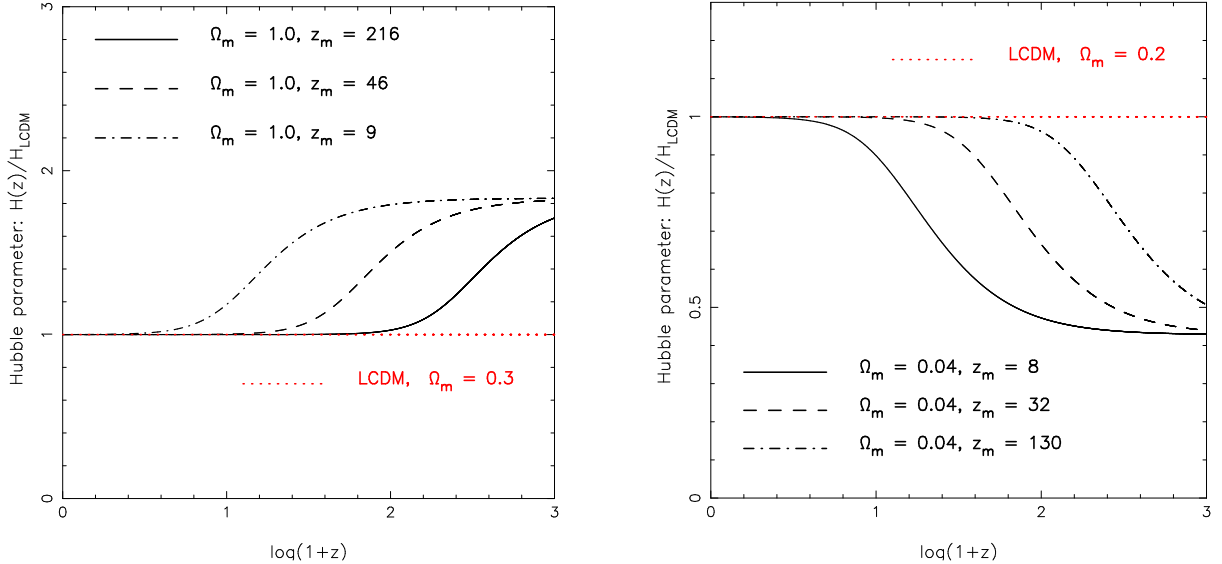 3
Ω_m = 1.0, z_m = 216
Ω_m = 1.0, z_m = 46
Ω_m = 1.0, z_m = 9
2
1
0
Hubble parameter: H(z)/H_LCDM
LCDM, Ω_m = 0.3
0 1 2 3
log(1+z)
LCDM, Ω_m = 0.2
1
0.5
0
Hubble parameter: H(z)/H_LCDM
Ω_m = 0.04, z_m = 8
Ω_m = 0.04, z_m = 32
Ω_m = 0.04, z_m = 130
0 1 2 3
log(1+z)